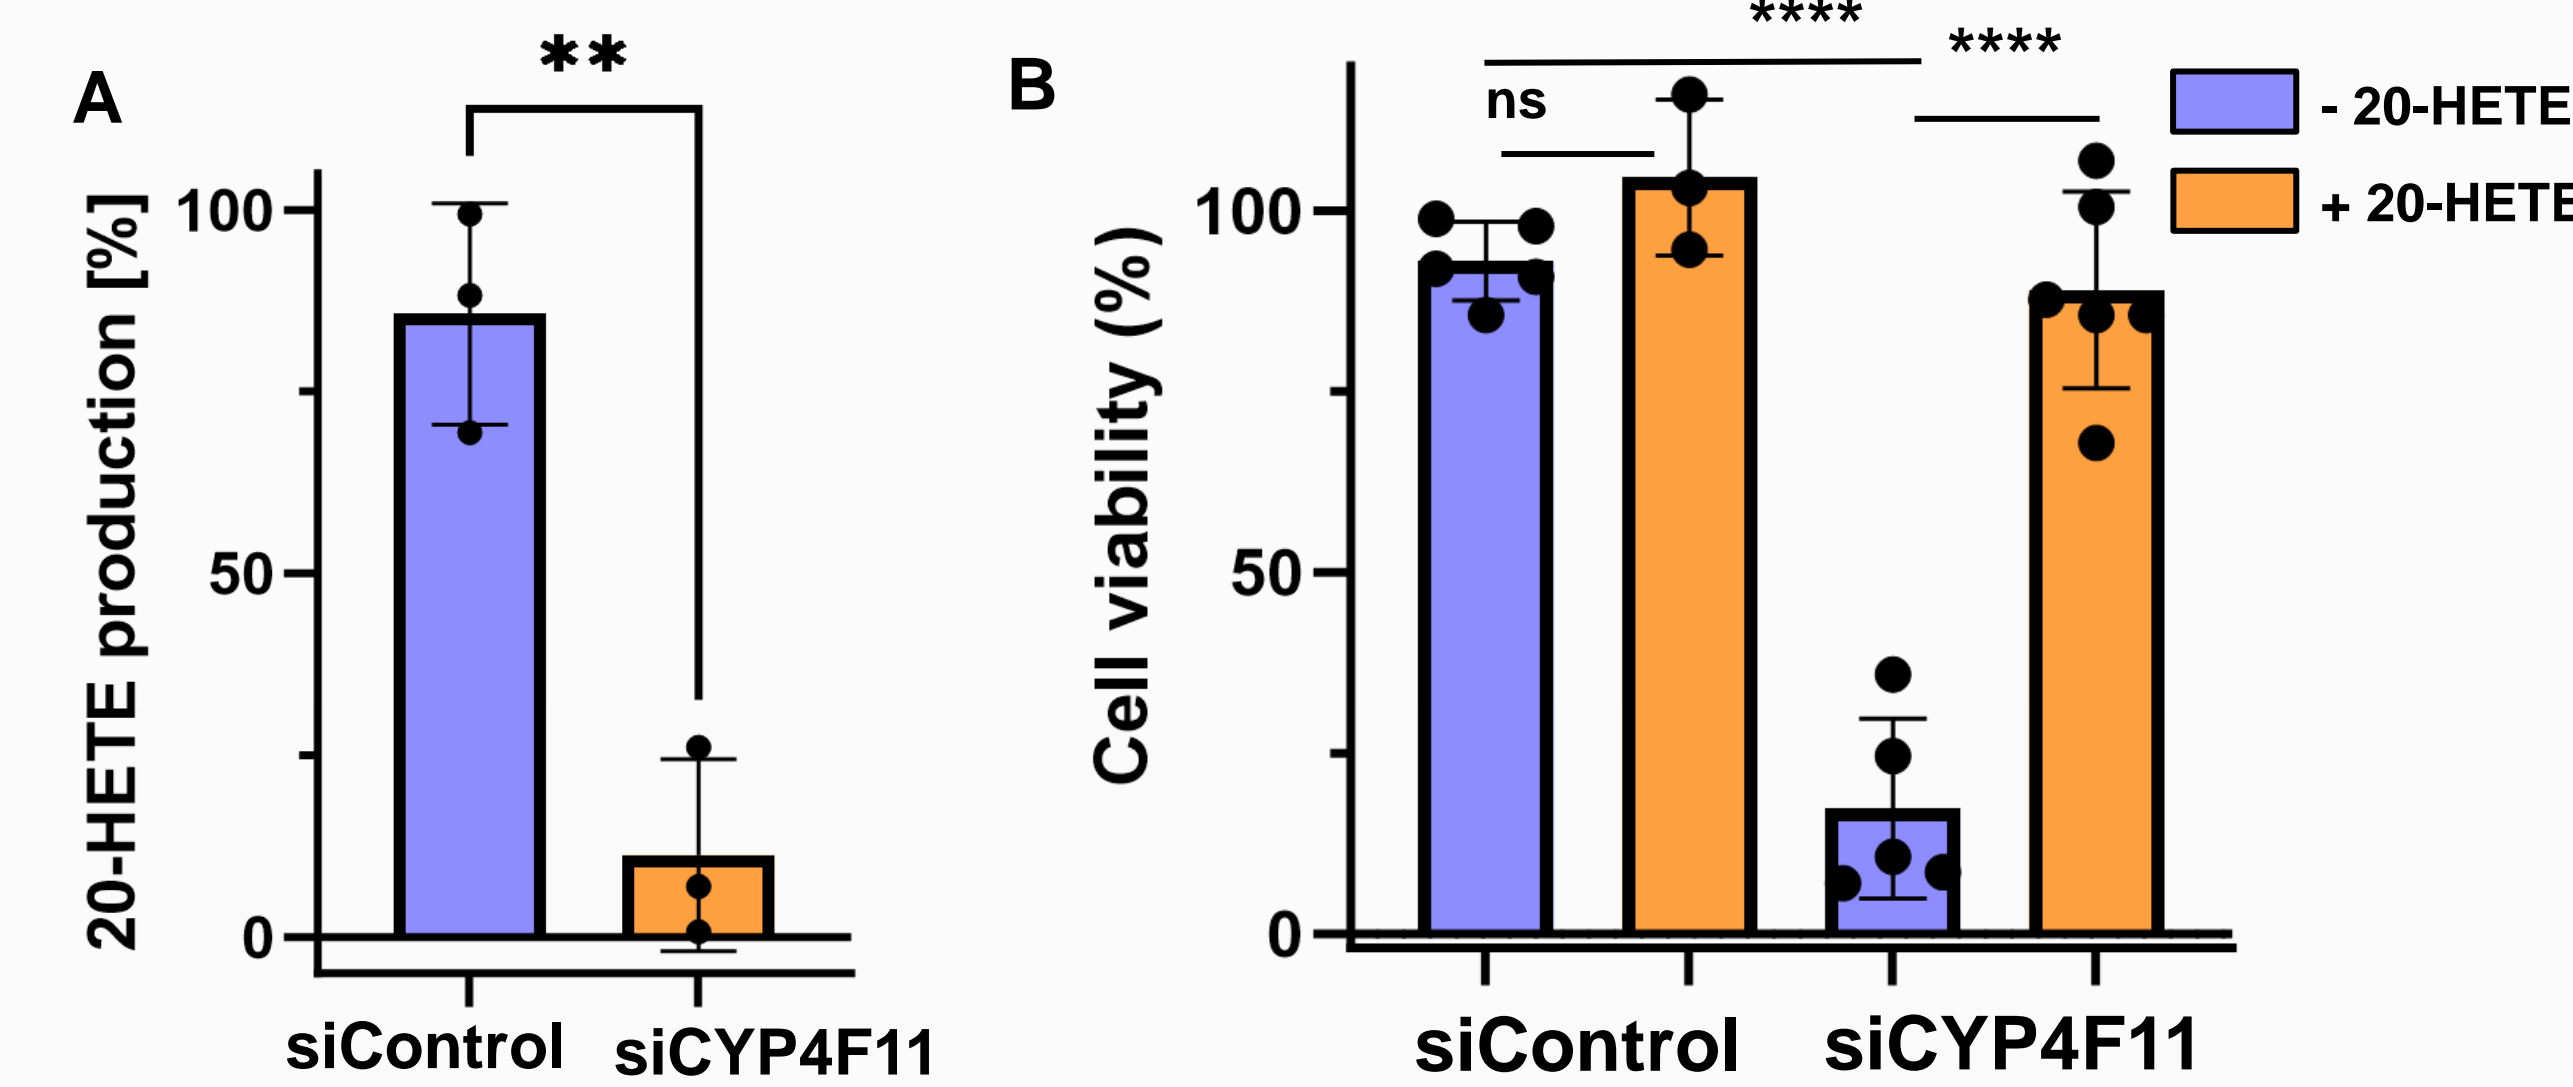 A
**
20-HETE production [%]
100
50
0
siControl
siCYP4F11
B
****
****
ns
Cell viability (%)
100
50
0
siControl
siCYP4F11
- 20-HETE
+ 20-HETE